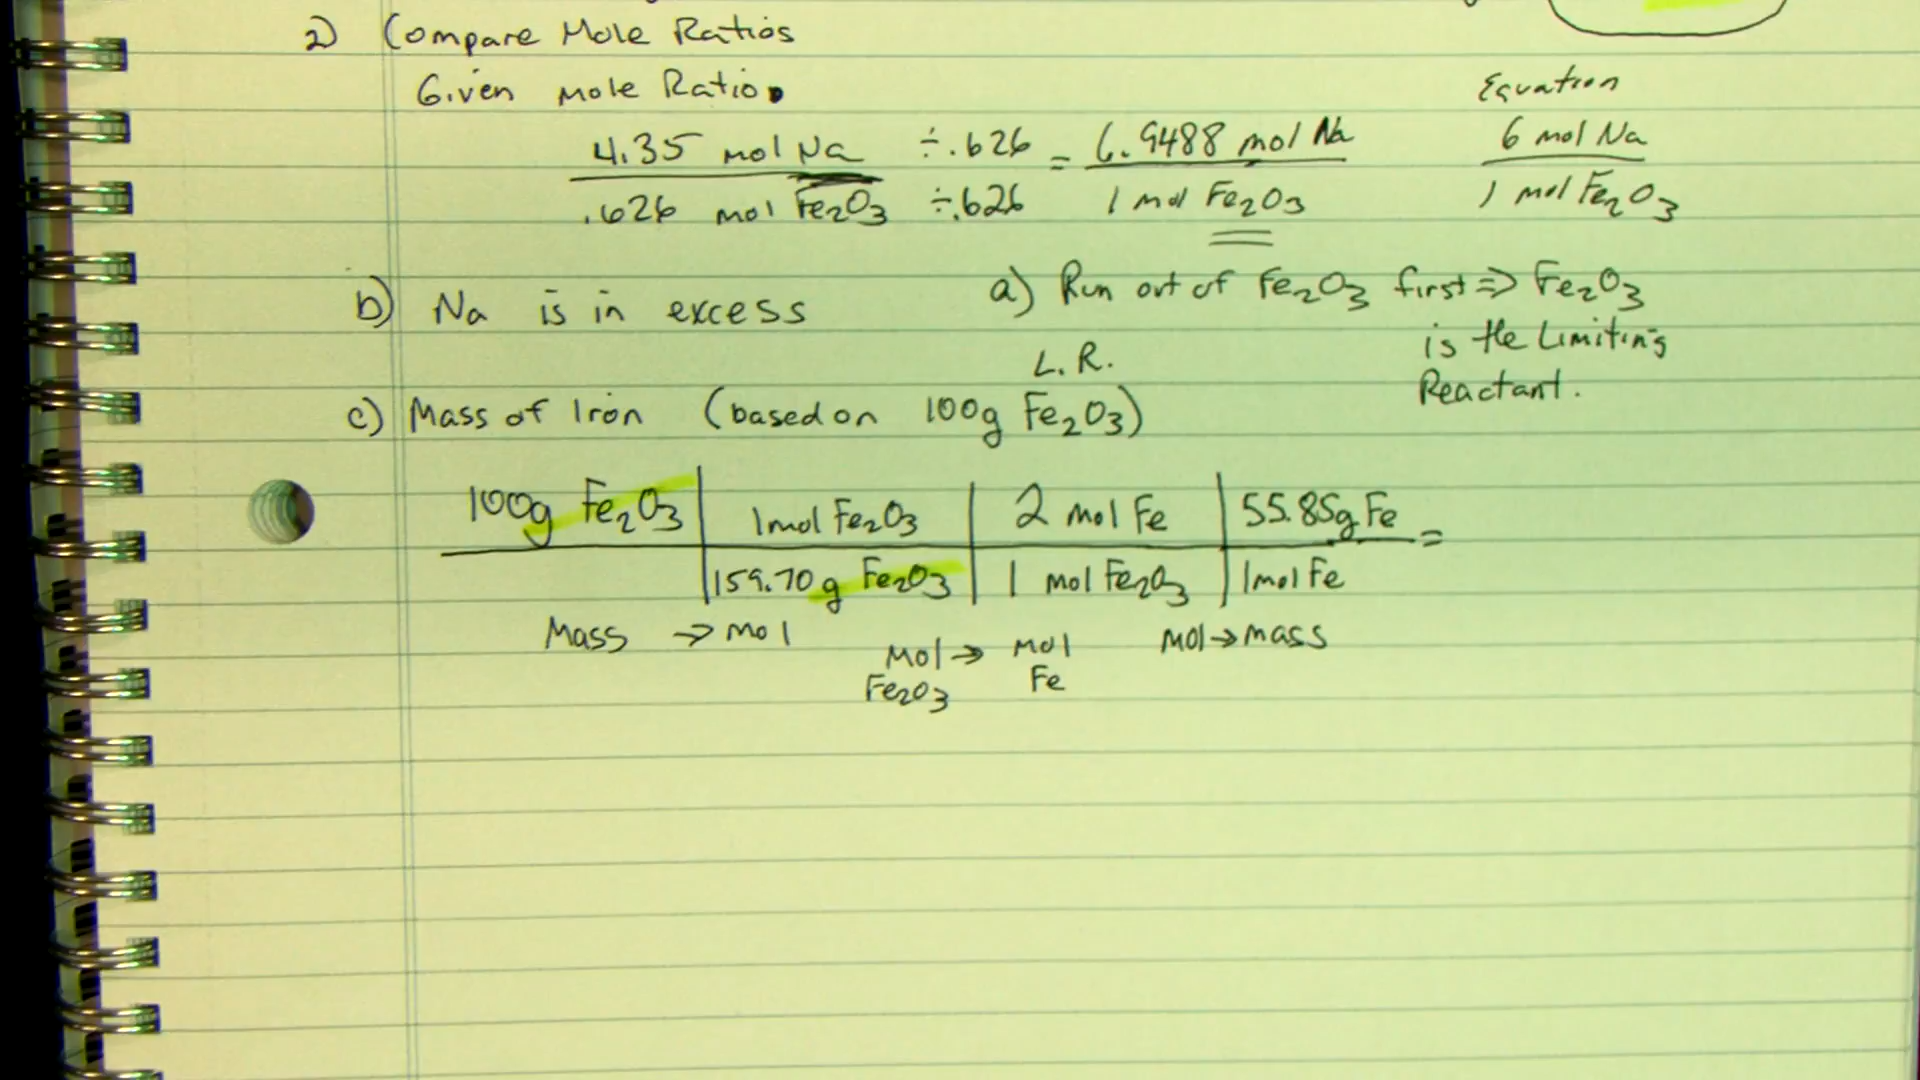 2) Compare Mole Ratios
Given Mole Ratio.
Equation
4.35 mol Na ÷.626 = 6.9488 mol Na
.626 mol Fe2O3 ÷.626 1 mol Fe2O3
6 mol Na
1 mol Fe2O3
a) Run out of Fe2O3 first => Fe2O3
is the Limiting
Reactant.
b) Na is in excess
L.R.
c) Mass of Iron (based on 100g Fe2O3)
100g Fe2O3 | 1mol Fe2O3 | 2 mol Fe | 55.85g Fe =
159.70 g Fe2O3 | 1 mol Fe2O3 | 1mol Fe
Mass → mol
Mol → Mol
Fe2O3 Fe
Mol → mass